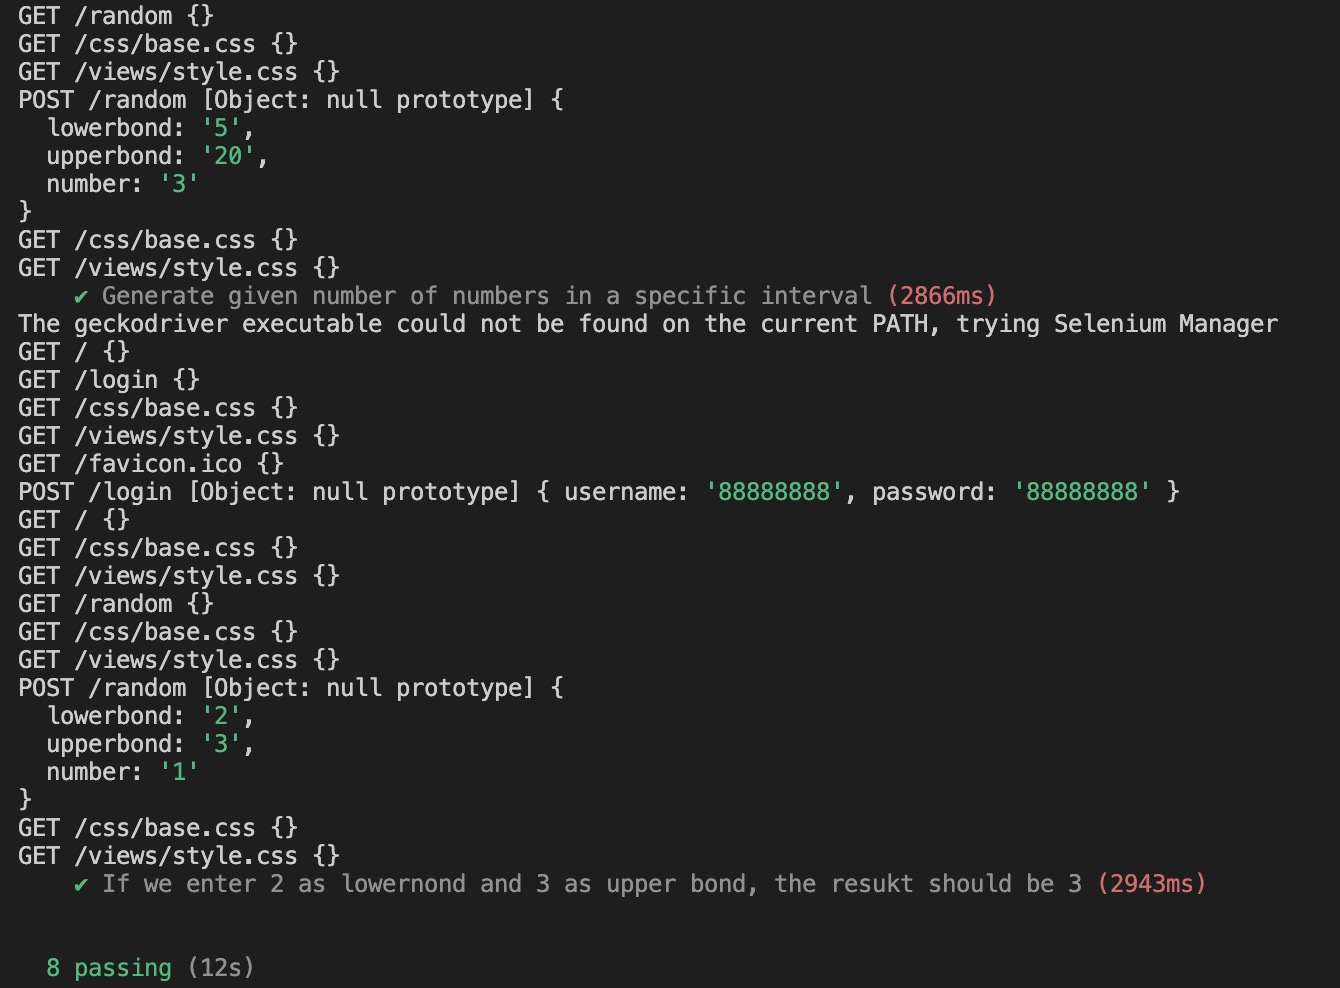 GET /random {}
GET /css/base.css {}
GET /views/style.css {}
POST /random [Object: null prototype] {
  lowerbond: '5',
  upperbond: '20',
  number: '3'
}
GET /css/base.css {}
GET /views/style.css {}
    ✔ Generate given number of numbers in a specific interval (2866ms)
The geckodriver executable could not be found on the current PATH, trying Selenium Manager
GET / {}
GET /login {}
GET /css/base.css {}
GET /views/style.css {}
GET /favicon.ico {}
POST /login [Object: null prototype] { username: '88888888', password: '88888888' }
GET / {}
GET /css/base.css {}
GET /views/style.css {}
GET /random {}
GET /css/base.css {}
GET /views/style.css {}
POST /random [Object: null prototype] {
  lowerbond: '2',
  upperbond: '3',
  number: '1'
}
GET /css/base.css {}
GET /views/style.css {}
    ✔ If we enter 2 as lowernond and 3 as upper bond, the resukt should be 3 (2943ms)
  8 passing (12s)